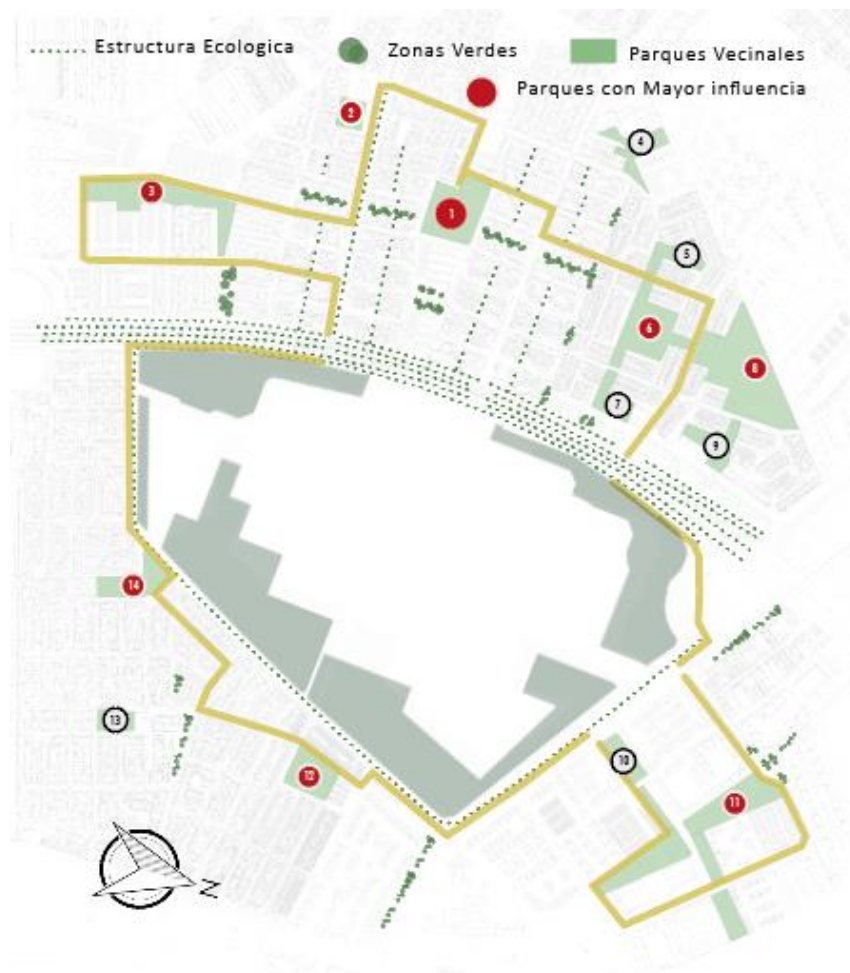 Estructura Ecologica
Zonas Verdes
Parques Vecinales
Parques con Mayor influencia
2
4
3
1
5
6
8
7
9
14
13
10
12
11
N